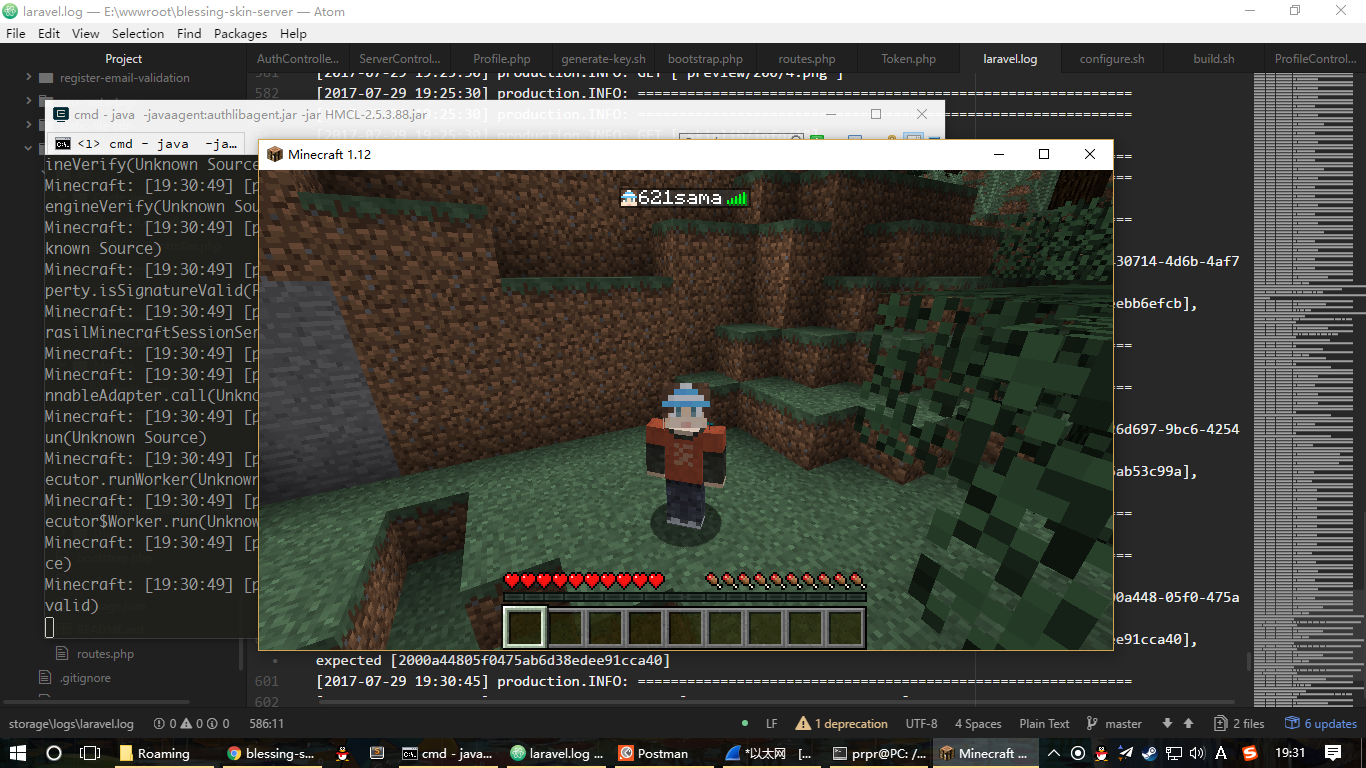 laravel.log — E:\wwwroot\blessing-skin-server — Atom
File Edit View Selection Find Packages Help
Project
AuthControlle... ServerControl... Profile.php generate-key.sh bootstrap.php routes.php Token.php laravel.log configure.sh build.sh ProfileControl...
register-email-validation
[2017-07-29 19:25:30] production.INFO: GET ["preview/200/4.png"]
582 [2017-07-29 19:25:30] production.INFO: ==============================================================
cmd - java -javaagent:authlibagent.jar -jar HMCL-2.5.3.88.jar
<1> cmd - java -ja...
Minecraft 1.12
621sama
ineVerify(Unknown Source
Minecraft: [19:30:49] [p
engineVerify(Unknown Sou
Minecraft: [19:30:49] [p
known Source)
Minecraft: [19:30:49] [p
perty.isSignatureValid(P
Minecraft: [19:30:49] [p
rasilMinecraftSessionSer
Minecraft: [19:30:49] [p
Minecraft: [19:30:49] [p
nnableAdapter.call(Unkno
Minecraft: [19:30:49] [p
un(Unknown Source)
Minecraft: [19:30:49] [p
ecutor.runWorker(Unknown
Minecraft: [19:30:49] [p
ecutor$Worker.run(Unknow
Minecraft: [19:30:49] [p
ce)
Minecraft: [19:30:49] [p
valid)
30714-4d6b-4af7
eebb6efcb],
26d697-9bc6-4254
ab53c99a],
0a448-05f0-475a
e91cca40],
routes.php
.gitignore
expected [2000a44805f0475ab6d38edee91cca40]
601 [2017-07-29 19:30:45] production.INFO: ==============================================================
602
storage\logs\laravel.log 0 0 0 586:11 LF 1 deprecation UTF-8 4 Spaces Plain Text master 2 files 6 updates
Roaming blessing-s... cmd - java... laravel.log ... Postman *以太网 [... prpr@PC: /... Minecraft ... A 19:31